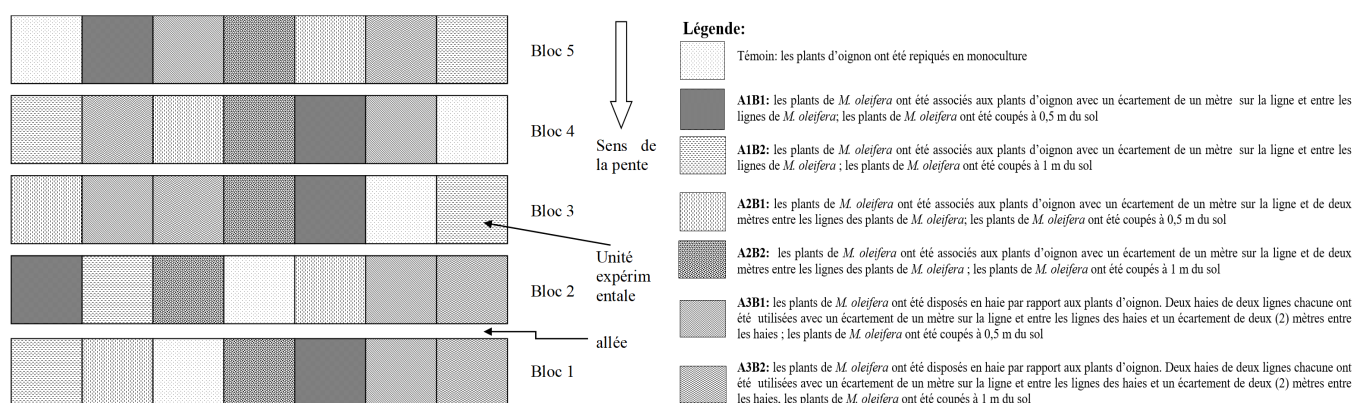 Bloc 5
Bloc 4
Sens de
la pente
Bloc 3
Unité
expérim
entale
Bloc 2
allée
Bloc 1
Légende:
Témoin: les plants d'oignon ont été repiqués en monoculture
A1B1: les plants de M. oleifera ont été associés aux plants d'oignon avec un écartement de un mètre sur la ligne et entre les
lignes de M. oleifera; les plants de M. oleifera ont été coupés à 0,5 m du sol
A1B2: les plants de M. oleifera ont été associés aux plants d'oignon avec un écartement de un mètre sur la ligne et entre les
lignes de M. oleifera ; les plants de M. oleifera ont été coupés à 1 m du sol
A2B1: les plants de M. oleifera ont été associés aux plants d'oignon avec un écartement de un mètre sur la ligne et de deux
mètres entre les lignes des plants de M. oleifera; les plants de M. oleifera ont été coupés à 0,5 m du sol
A2B2: les plants de M. oleifera ont été associés aux plants d'oignon avec un écartement de un mètre sur la ligne et de deux
mètres entre les lignes des plants de M. oleifera ; les plants de M. oleifera ont été coupés à 1 m du sol
A3B1: les plants de M. oleifera ont été disposés en haie par rapport aux plants d'oignon. Deux haies de deux lignes chacune ont
été utilisées avec un écartement de un mètre sur la ligne et entre les lignes des haies et un écartement de deux (2) mètres entre
les haies ; les plants de M. oleifera ont été coupés à 0,5 m du sol
A3B2: les plants de M. oleifera ont été disposés en haie par rapport aux plants d'oignon. Deux haies de deux lignes chacune ont
été utilisées avec un écartement de un mètre sur la ligne et entre les lignes des haies et un écartement de deux (2) mètres entre
les haies, les plants de M. oleifera ont été coupés à 1 m du sol